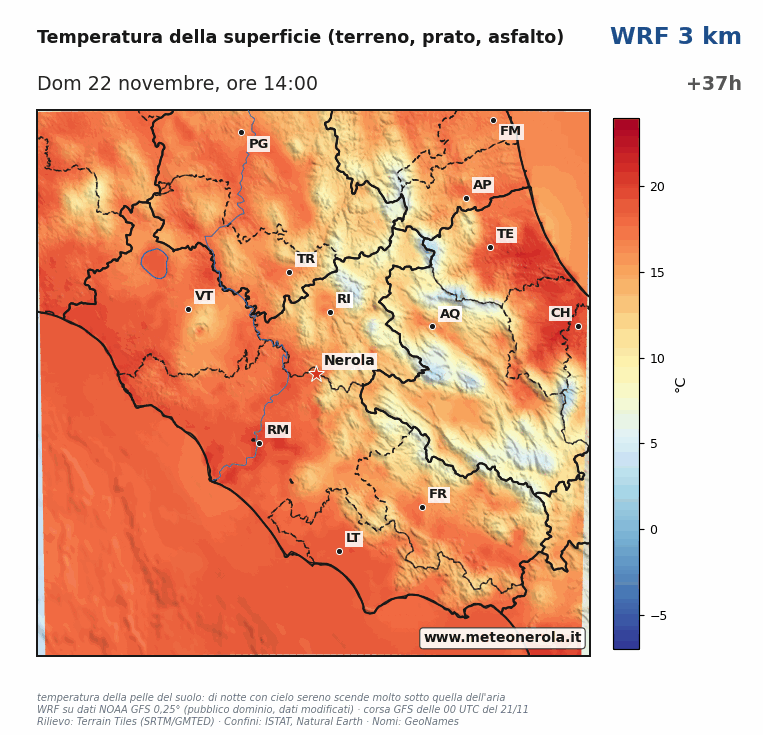 Temperatura della superficie (terreno, prato, asfalto)
WRF 3 km
Dom 22 novembre, ore 14:00
+37h
FM
PG
AP
TE
TR
VT
RI
AQ
CH
Nerola
RM
FR
LT
20
15
10
5
0
−5
°C
www.meteonerola.it
temperatura della pelle del suolo: di notte con cielo sereno scende molto sotto quella dell'aria
WRF su dati NOAA GFS 0,25° (pubblico dominio, dati modificati) · corsa GFS delle 00 UTC del 21/11
Rilievo: Terrain Tiles (SRTM/GMTED) · Confini: ISTAT, Natural Earth · Nomi: GeoNames